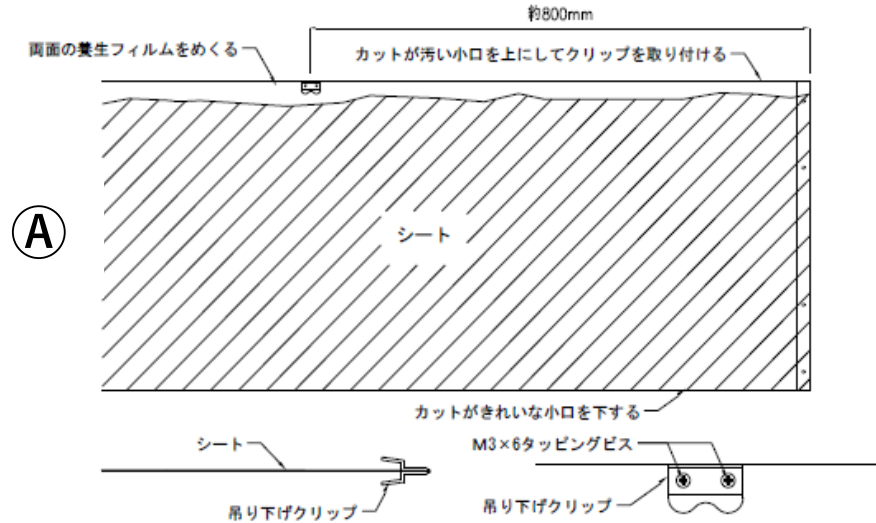 約800mm
両面の養生フィルムをめくる
カットが汚い小口を上にしてクリップを取り付ける
Ⓐ
シート
カットがきれいな小口を下する
シート
M3×6タッピングビス
吊り下げクリップ
吊り下げクリップ